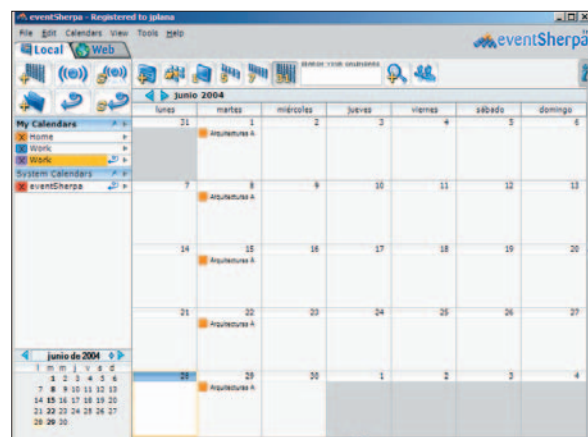 eventSherpa - Registered to jplana
File Edit Calendars View Tools Help
Local Web
eventSherpa
junio 2004
lunes martes miércoles jueves viernes sábado domingo
My Calendars
31 1 2 3 4 5 6
Home
Arquitecturas A
Work
Work
System Calendars
eventSherpa
7 8 9 10 11 12 13
Arquitecturas A
14 15 16 17 18 19 20
Arquitecturas A
21 22 23 24 25 26 27
Arquitecturas A
junio de 2004
l m m j v s d
1 2 3 4 5 6
7 8 9 10 11 12 13
14 15 16 17 18 19 20
21 22 23 24 25 26 27
28 29 30
28 29 30 1 2 3 4
Arquitecturas A